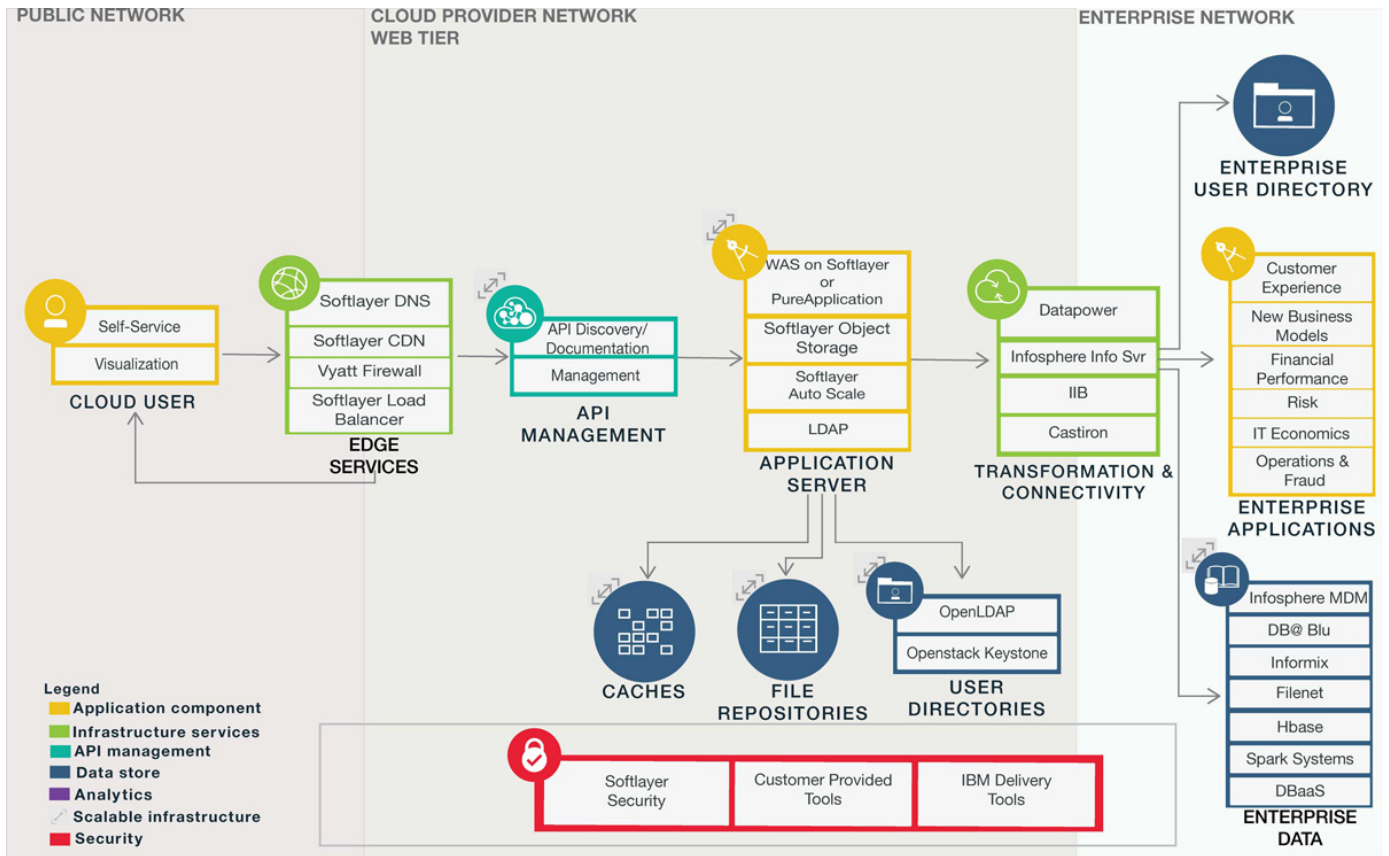 PUBLIC NETWORK
CLOUD PROVIDER NETWORK
WEB TIER
ENTERPRISE NETWORK
ENTERPRISE
USER DIRECTORY
Self-Service
Visualization
CLOUD USER
Softlayer DNS
Softlayer CDN
Vyatt Firewall
Softlayer Load
Balancer
EDGE
SERVICES
API Discovery/
Documentation
Management
API
MANAGEMENT
WAS on Softlayer
or
PureApplication
Softlayer Object
Storage
Softlayer
Auto Scale
LDAP
APPLICATION
SERVER
Datapower
Infosphere Info Svr
IIB
Castiron
TRANSFORMATION &
CONNECTIVITY
Customer
Experience
New Business
Models
Financial
Performance
Risk
IT Economics
Operations &
Fraud
ENTERPRISE
APPLICATIONS
CACHES
FILE
REPOSITORIES
OpenLDAP
Openstack Keystone
USER
DIRECTORIES
Infosphere MDM
DB@ Blu
Informix
Filenet
Hbase
Spark Systems
DBaaS
ENTERPRISE
DATA
Legend
Application component
Infrastructure services
API management
Data store
Analytics
Scalable infrastructure
Security
Softlayer
Security
Customer Provided
Tools
IBM Delivery
Tools